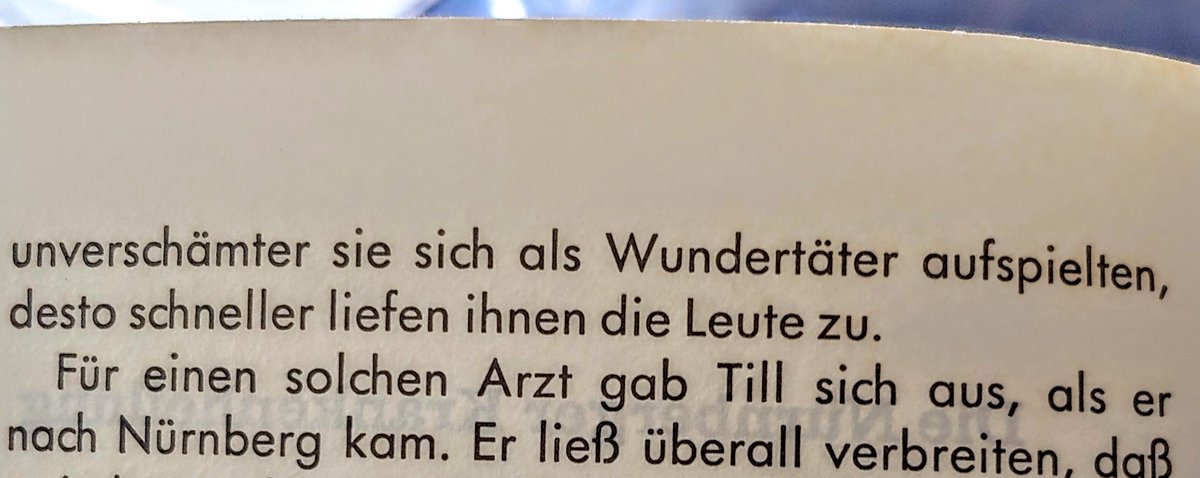 unverschämter sie sich als Wundertäter aufspielten,
desto schneller liefen ihnen die Leute zu.
Für einen solchen Arzt gab Till sich aus, als er
nach Nürnberg kam. Er ließ überall verbreiten, daß